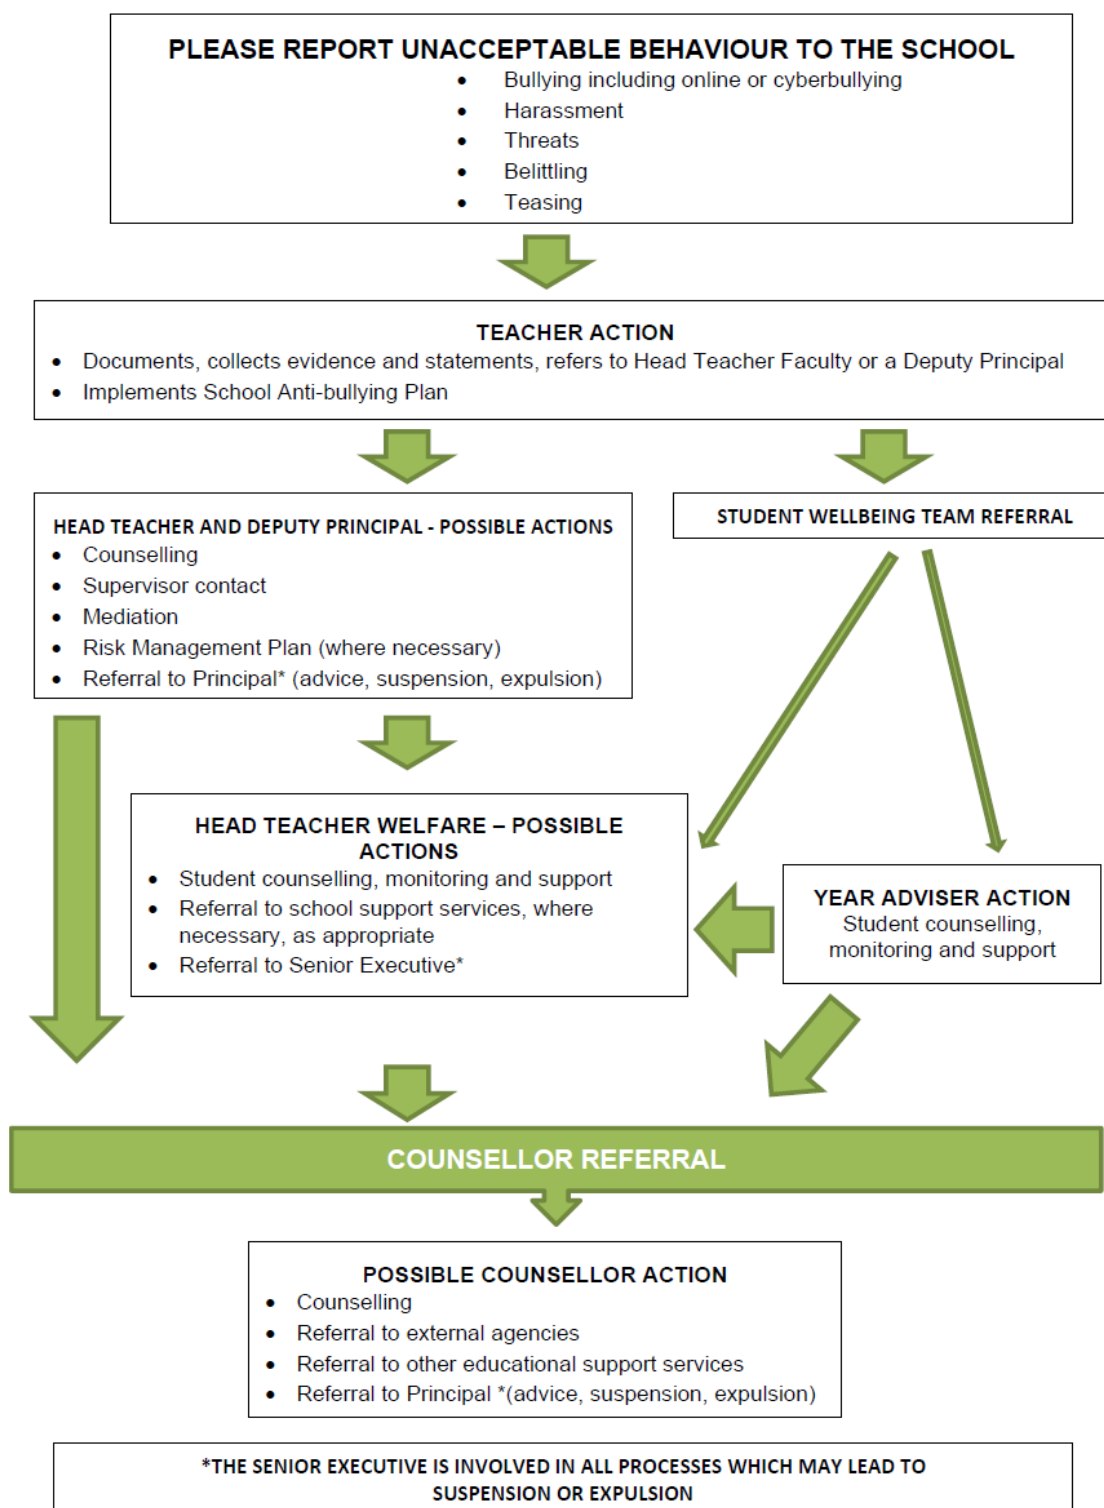 PLEASE REPORT UNACCEPTABLE BEHAVIOUR TO THE SCHOOL
• Bullying including online or cyberbullying
• Harassment
• Threats
• Belittling
• Teasing
TEACHER ACTION
• Documents, collects evidence and statements, refers to Head Teacher Faculty or a Deputy Principal
• Implements School Anti-bullying Plan
HEAD TEACHER AND DEPUTY PRINCIPAL - POSSIBLE ACTIONS
• Counselling
• Supervisor contact
• Mediation
• Risk Management Plan (where necessary)
• Referral to Principal* (advice, suspension, expulsion)
STUDENT WELLBEING TEAM REFERRAL
HEAD TEACHER WELFARE – POSSIBLE
ACTIONS
• Student counselling, monitoring and support
• Referral to school support services, where
necessary, as appropriate
• Referral to Senior Executive*
YEAR ADVISER ACTION
Student counselling,
monitoring and support
COUNSELLOR REFERRAL
POSSIBLE COUNSELLOR ACTION
• Counselling
• Referral to external agencies
• Referral to other educational support services
• Referral to Principal *(advice, suspension, expulsion)
*THE SENIOR EXECUTIVE IS INVOLVED IN ALL PROCESSES WHICH MAY LEAD TO
SUSPENSION OR EXPULSION